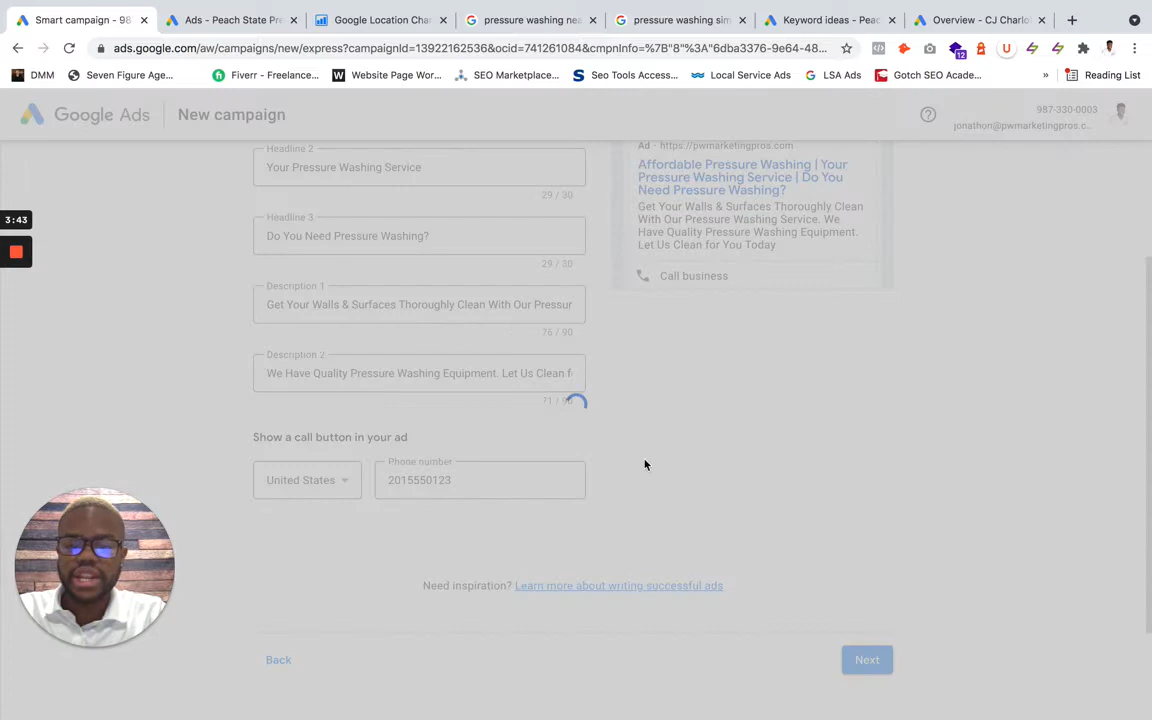 Smart campaign - 98
Ads - Peach State Pre
Google Location Cha
pressure washing nea
pressure washing sim
Keyword ideas - Peac
Overview - CJ Charlo
ads.google.com/aw/campaigns/new/express?campaignId=13922162536&ocid=741261084&cmpnInfo=%7B"8"%3A"6dba3376-9e64-48...
12
DMM
Seven Figure Age...
Fiverr - Freelance...
Website Page Wor...
SEO Marketplace...
Seo Tools Access...
Local Service Ads
LSA Ads
Gotch SEO Acade...
»
Reading List
Google Ads
New campaign
987-330-0003
jonathon@pwmarketingpros.c...
Headline 2
Your Pressure Washing Service
29 / 30
Headline 3
Do You Need Pressure Washing?
29 / 30
Description 1
Get Your Walls & Surfaces Thoroughly Clean With Our Pressur
76 / 90
Description 2
We Have Quality Pressure Washing Equipment. Let Us Clean f
71 / 90
Ad - https://pwmarketingpros.com
Affordable Pressure Washing | Your
Pressure Washing Service | Do You
Need Pressure Washing?
Get Your Walls & Surfaces Thoroughly Clean
With Our Pressure Washing Service. We
Have Quality Pressure Washing Equipment.
Let Us Clean for You Today
Call business
3:43
Show a call button in your ad
United States
Phone number
2015550123
Need inspiration? Learn more about writing successful ads
Back
Next